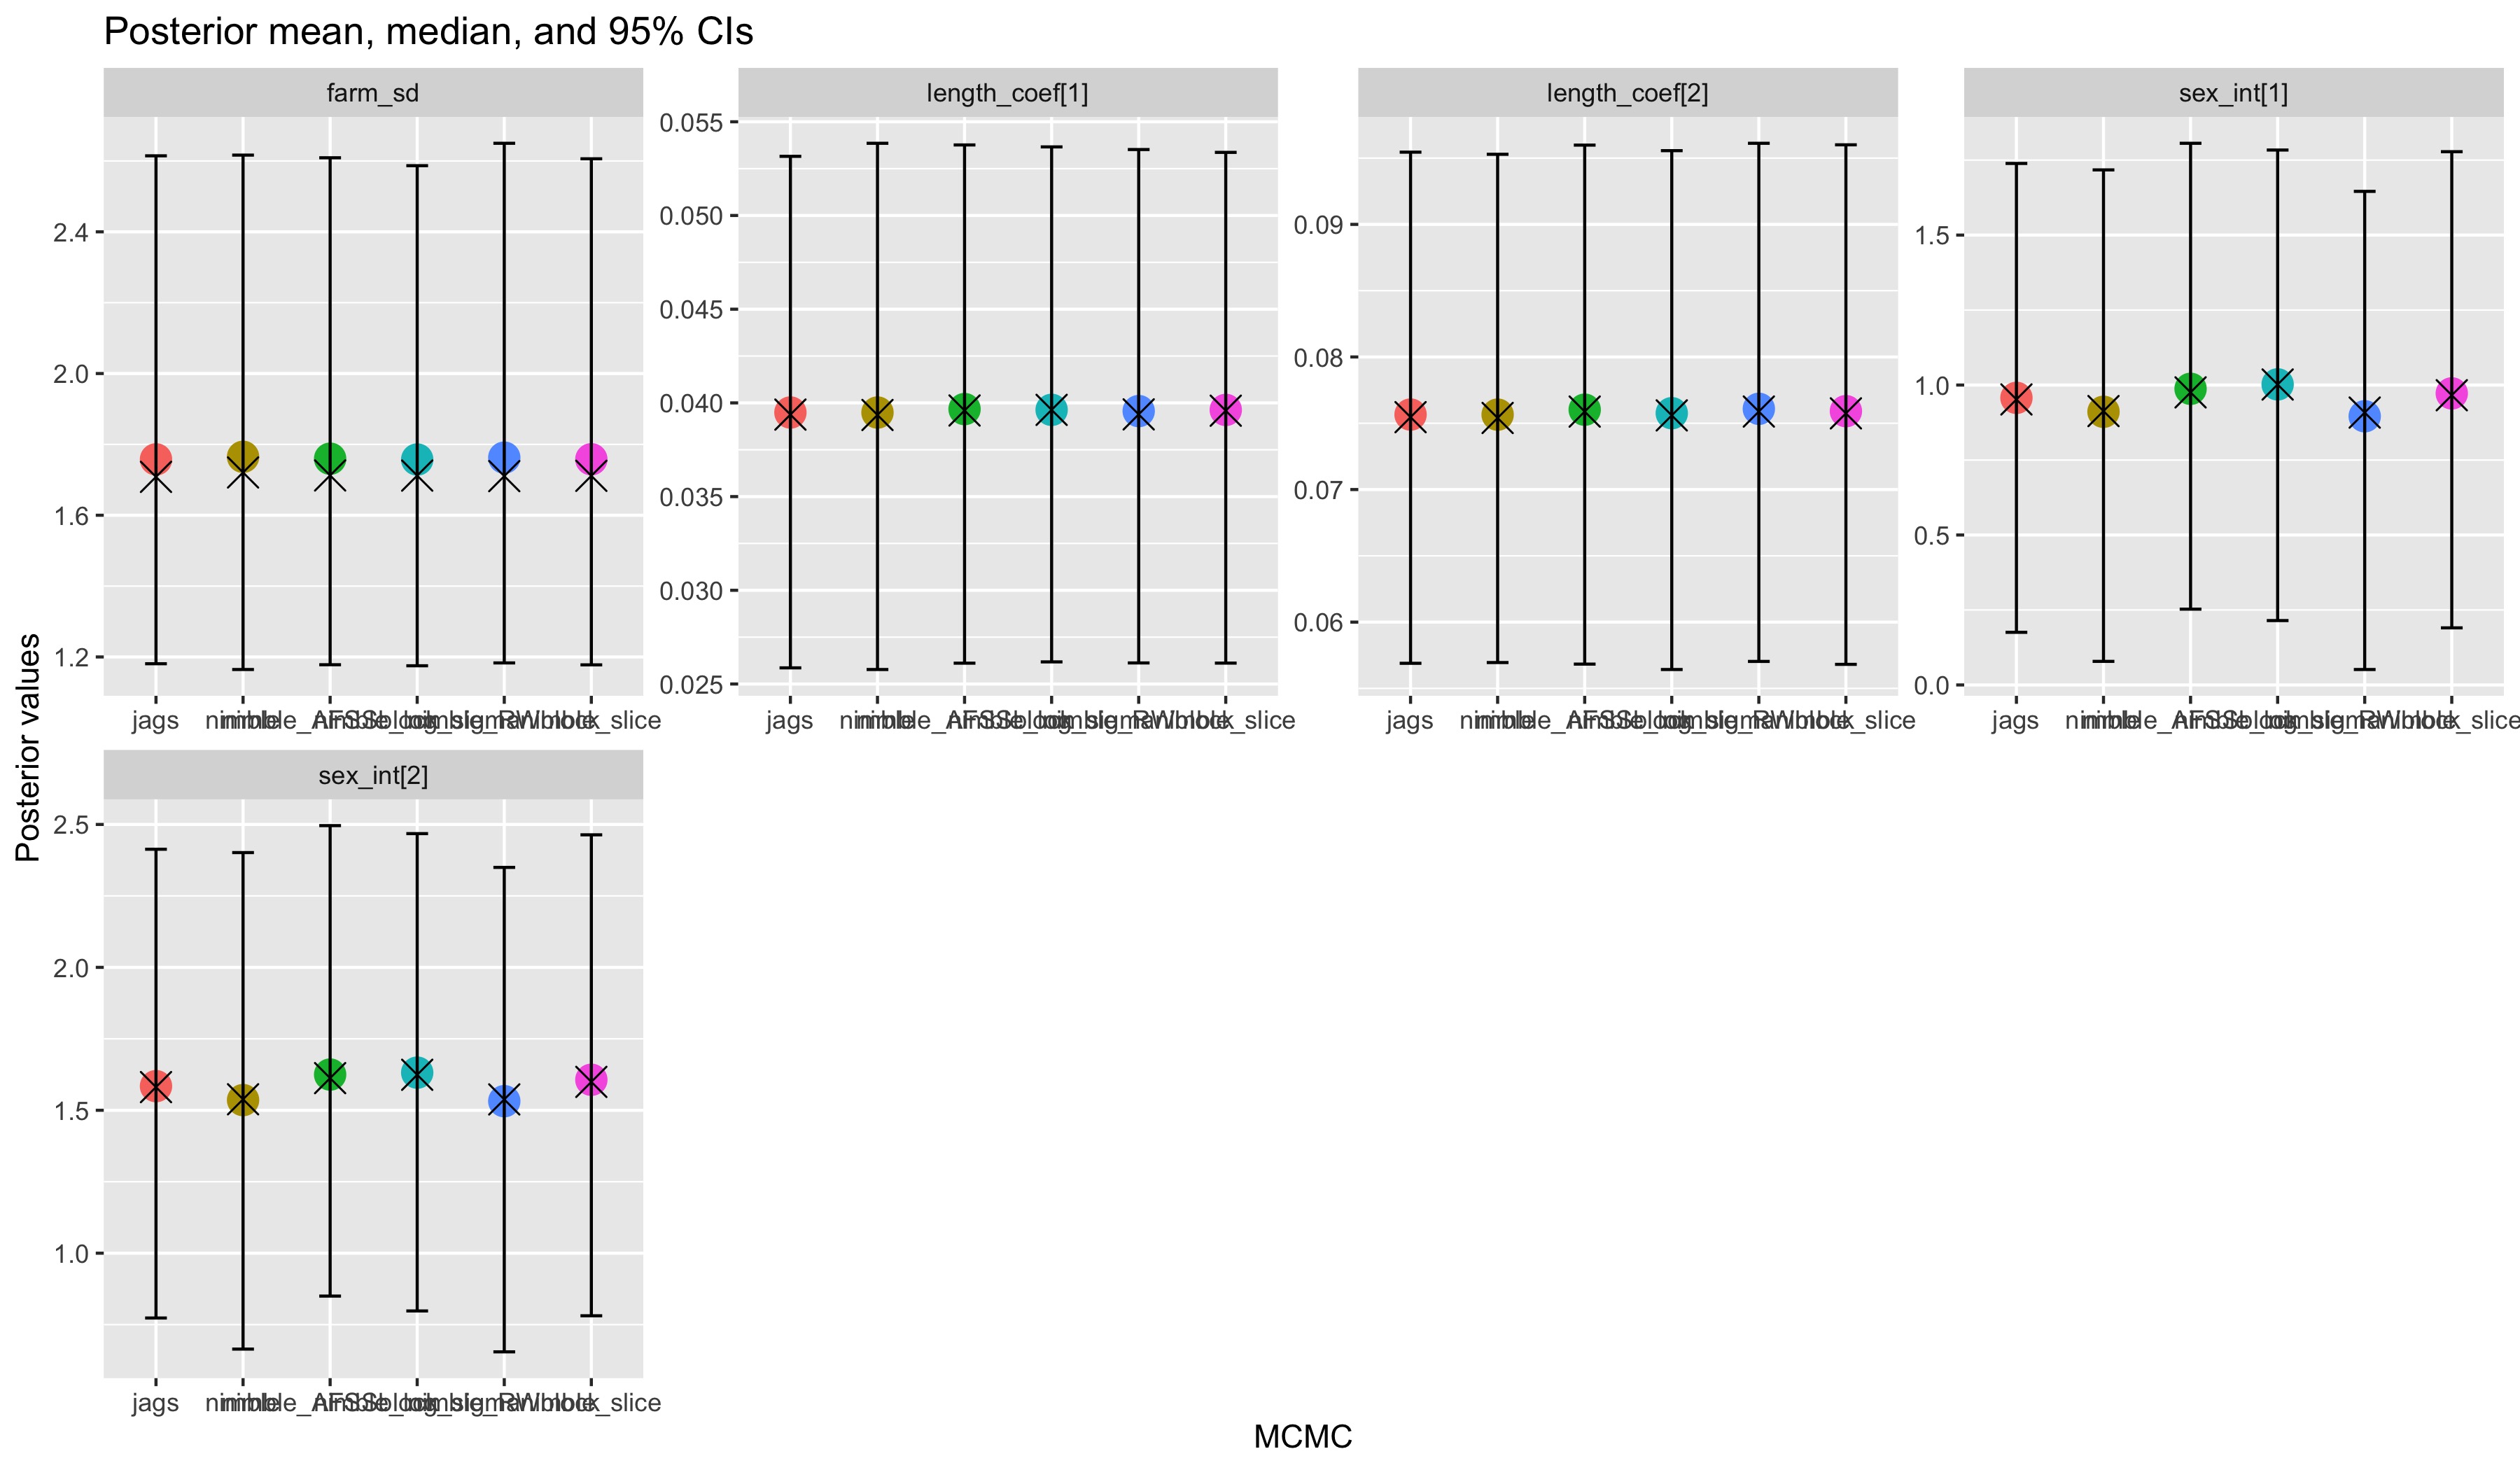 Posterior mean, median, and 95% CIs
farm_sd
length_coef[1]
length_coef[2]
sex_int[1]
2.4
2.0
1.6
1.2
0.055
0.050
0.045
0.040
0.035
0.030
0.025
0.09
0.08
0.07
0.06
1.5
1.0
0.5
0.0
jags
jags
jags
jags
Posterior values
sex_int[2]
2.5
2.0
1.5
1.0
jags
MCMC